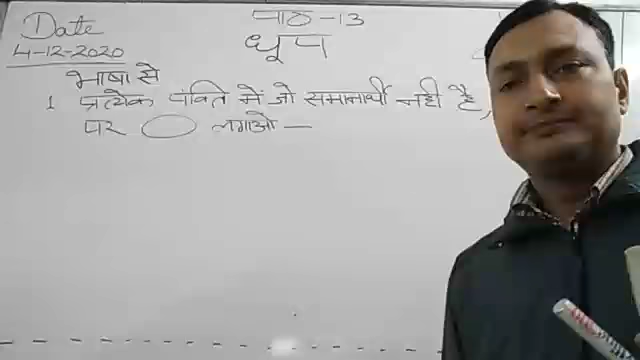 Date
4-12-2020
पाठ-13
धूप
भाषा से
1 प्रत्येक पंक्ति में जो समानार्थी नही है,
पर लगाओ —